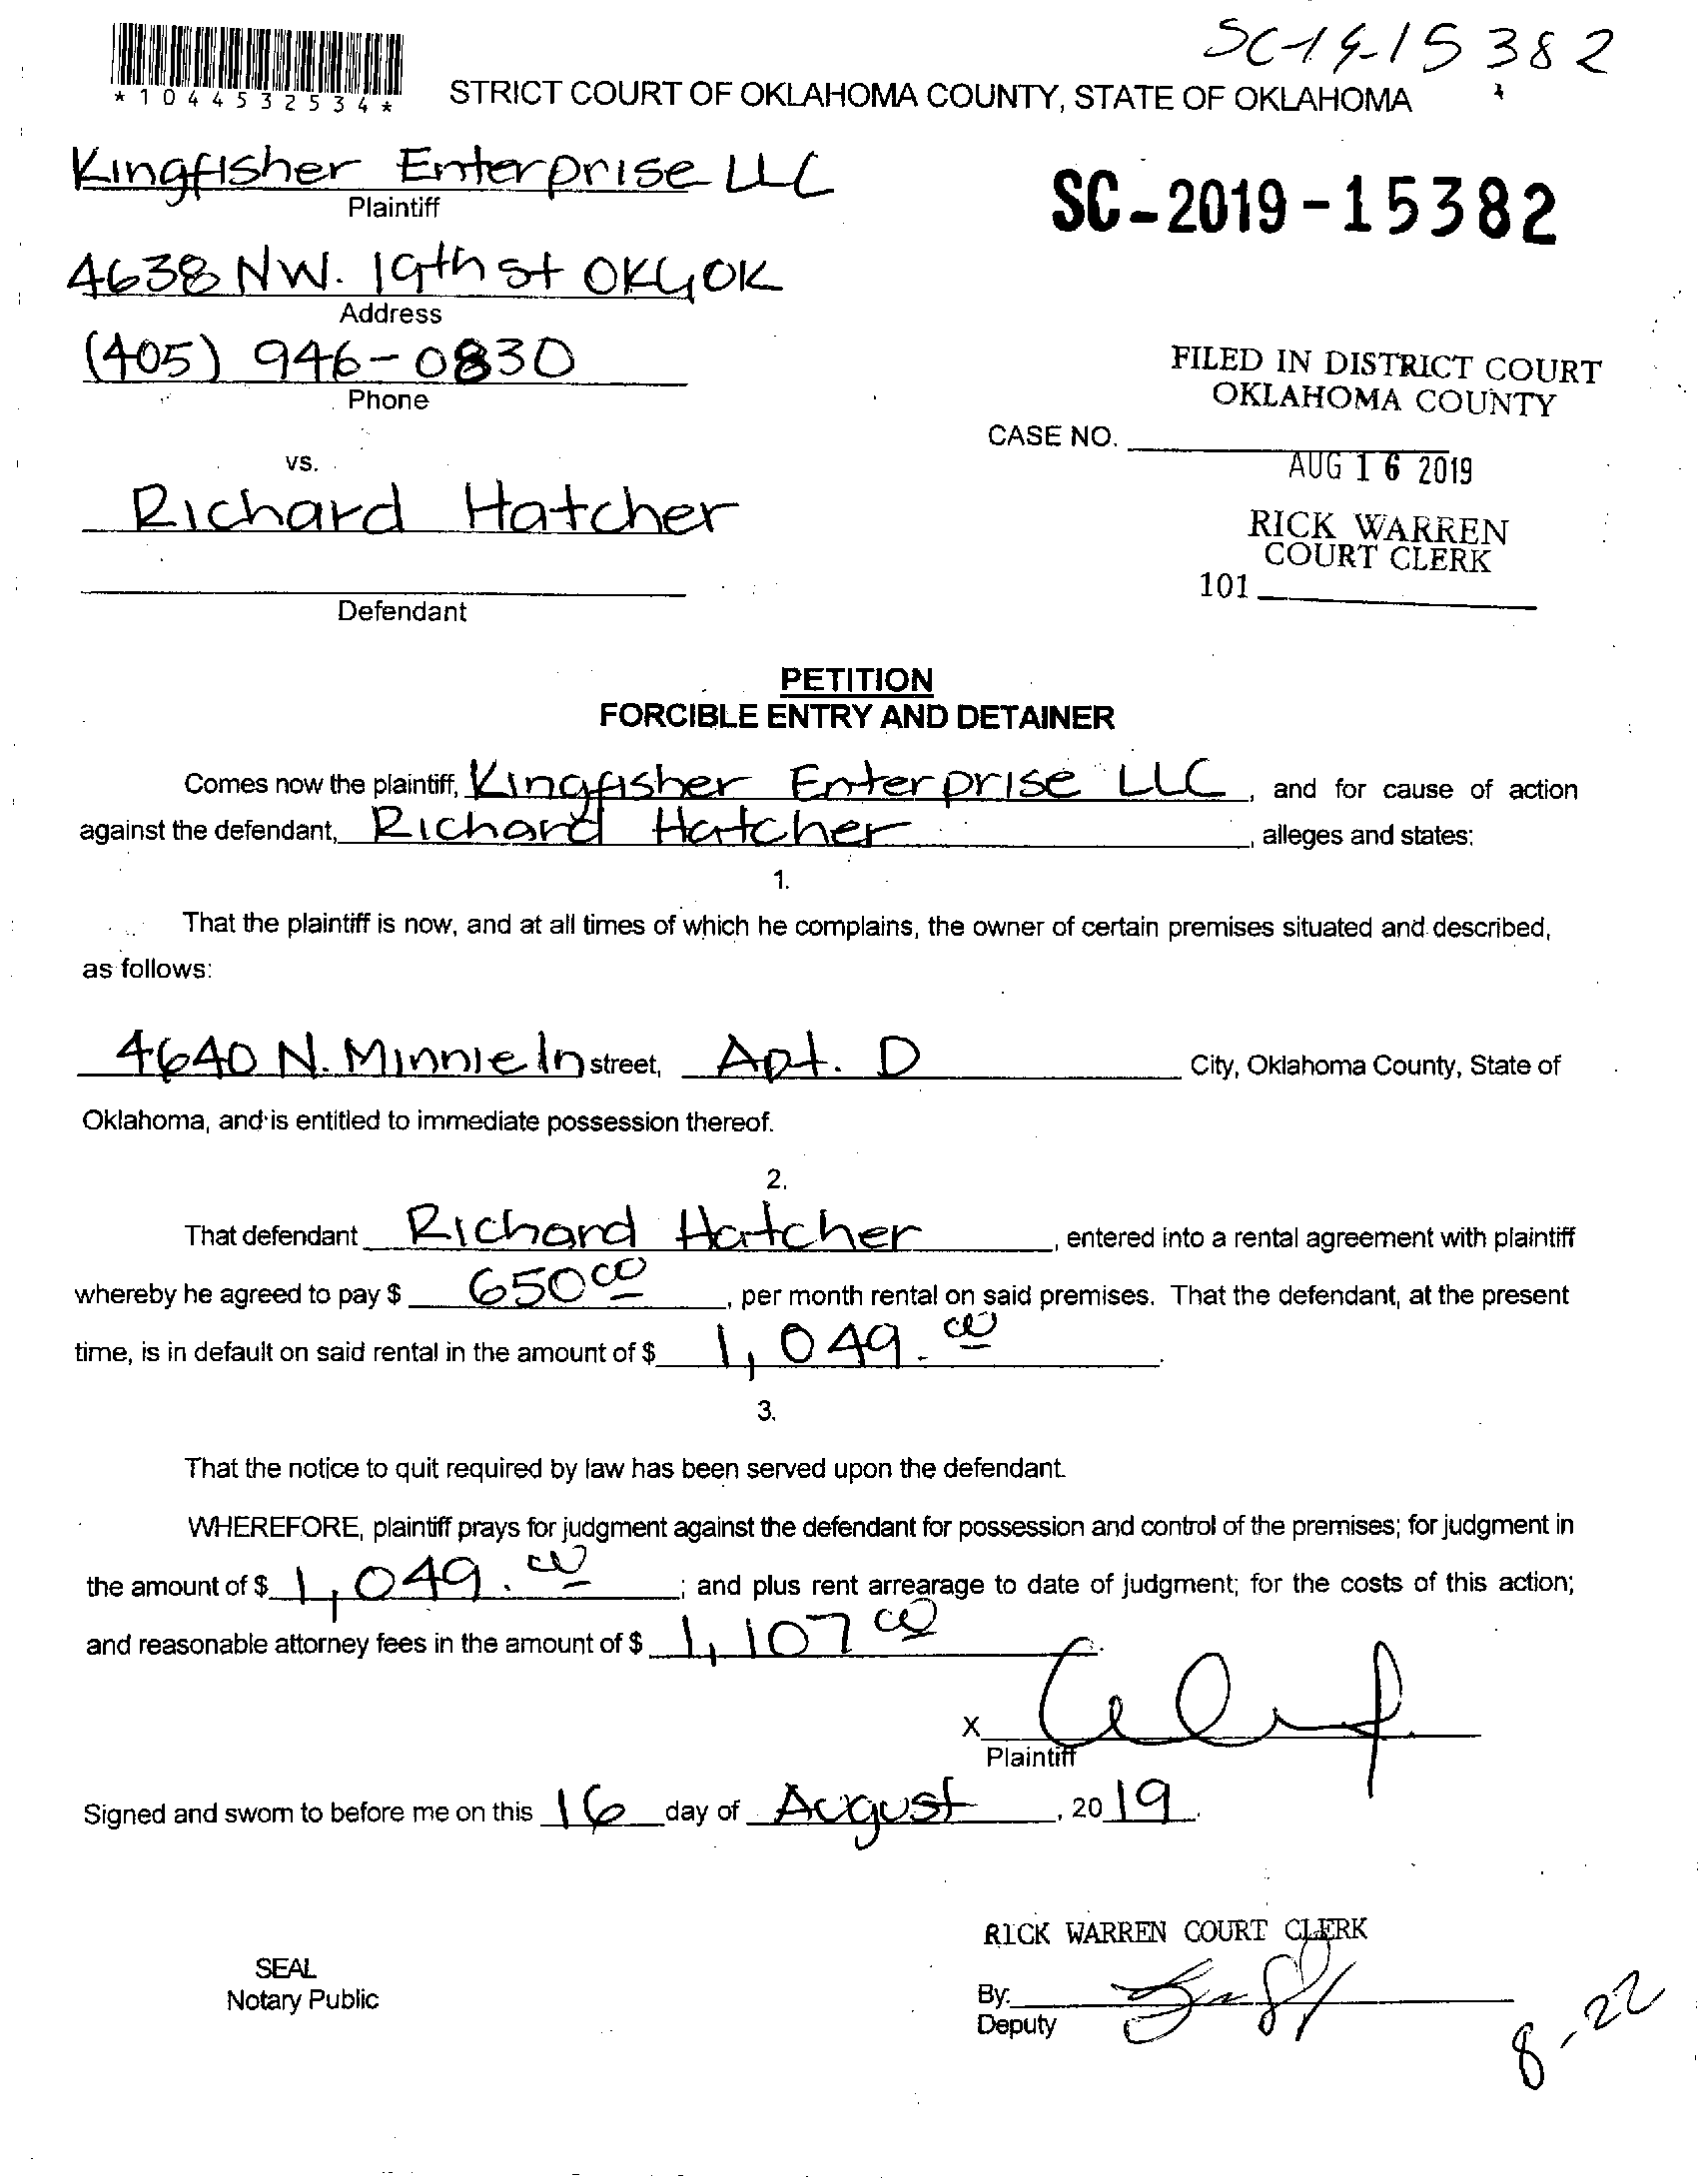 SC-19-15382
*1044532534*
STRICT COURT OF OKLAHOMA COUNTY, STATE OF OKLAHOMA
Kingfisher Enterprise LLC
Plaintiff
SC-2019-15382
4638 NW. 19th St OKC, OK
Address
(405) 946-0830
Phone
FILED IN DISTRICT COURT
OKLAHOMA COUNTY
CASE NO.
AUG 16 2019
vs.
Richard Hatcher
RICK WARREN
COURT CLERK
101
Defendant
PETITION
FORCIBLE ENTRY AND DETAINER
Comes now the plaintiff, Kingfisher Enterprise LLC, and for cause of action
against the defendant, Richard Hatcher, alleges and states:
1.
That the plaintiff is now, and at all times of which he complains, the owner of certain premises situated and described,
as follows:
4640 N. Minnie ln street, Apt. D City, Oklahoma County, State of
Oklahoma, and is entitled to immediate possession thereof.
2.
That defendant Richard Hatcher, entered into a rental agreement with plaintiff
whereby he agreed to pay $ 650 00, per month rental on said premises. That the defendant, at the present
time, is in default on said rental in the amount of $ 1,049. 00.
3.
That the notice to quit required by law has been served upon the defendant.
WHEREFORE, plaintiff prays for judgment against the defendant for possession and control of the premises; for judgment in
the amount of $ 1,049. 00; and plus rent arrearage to date of judgment; for the costs of this action;
and reasonable attorney fees in the amount of $ 1,107 00.
X
Plaintiff
Signed and sworn to before me on this 16 day of August, 2019.
RICK WARREN COURT CLERK
SEAL
Notary Public
By:
Deputy
8-22